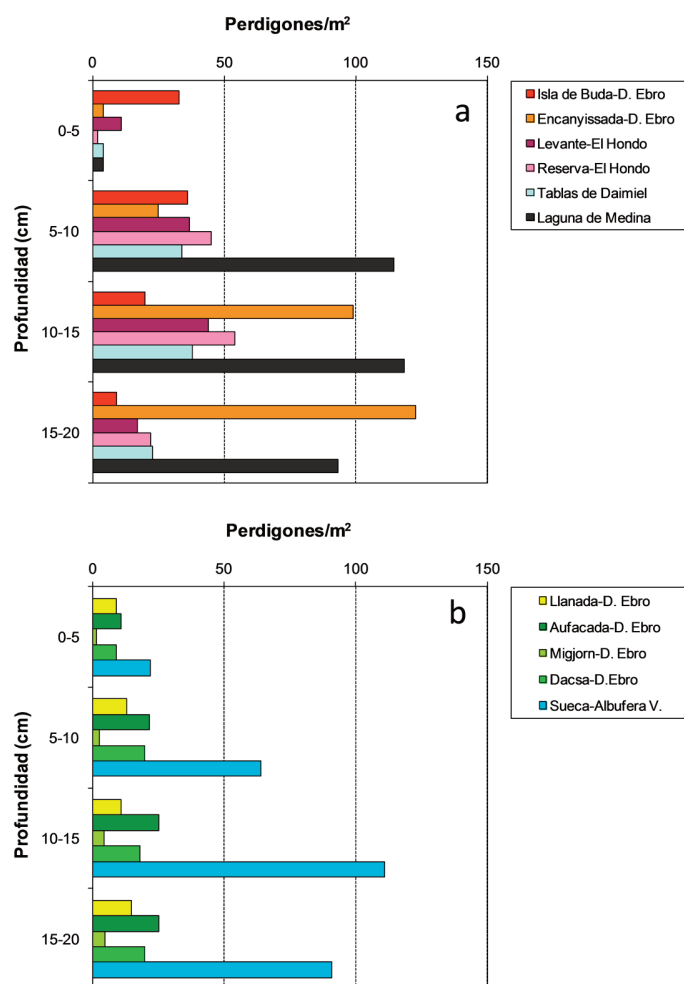 Perdigones/m²
0 50 100 150
a
Profundidad (cm)
0-5
5-10
10-15
15-20
Isla de Buda-D. Ebro
Encanyissada-D. Ebro
Levante-El Hondo
Reserva-El Hondo
Tablas de Daimiel
Laguna de Medina
Perdigones/m²
0 50 100 150
b
Profundidad (cm)
0-5
5-10
10-15
15-20
Llanada-D. Ebro
Aufacada-D. Ebro
Migjorn-D. Ebro
Dacsa-D.Ebro
Sueca-Albufera V.